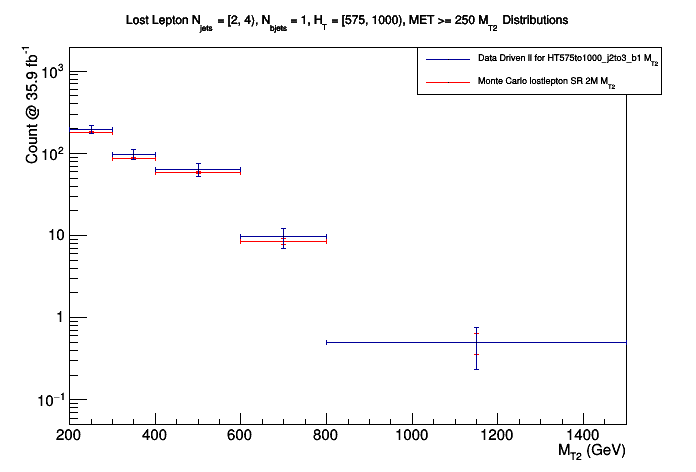 Lost Lepton N_jets = [2, 4), N_bjets = 1, H_T = [575, 1000), MET >= 250 M_T2 Distributions
Data Driven II for HT575to1000_j2to3_b1 M_T2
Monte Carlo lostlepton SR 2M M_T2
Count @ 35.9 fb^-1
10^3
10^2
10
1
10^-1
200 400 600 800 1000 1200 1400
M_T2 (GeV)